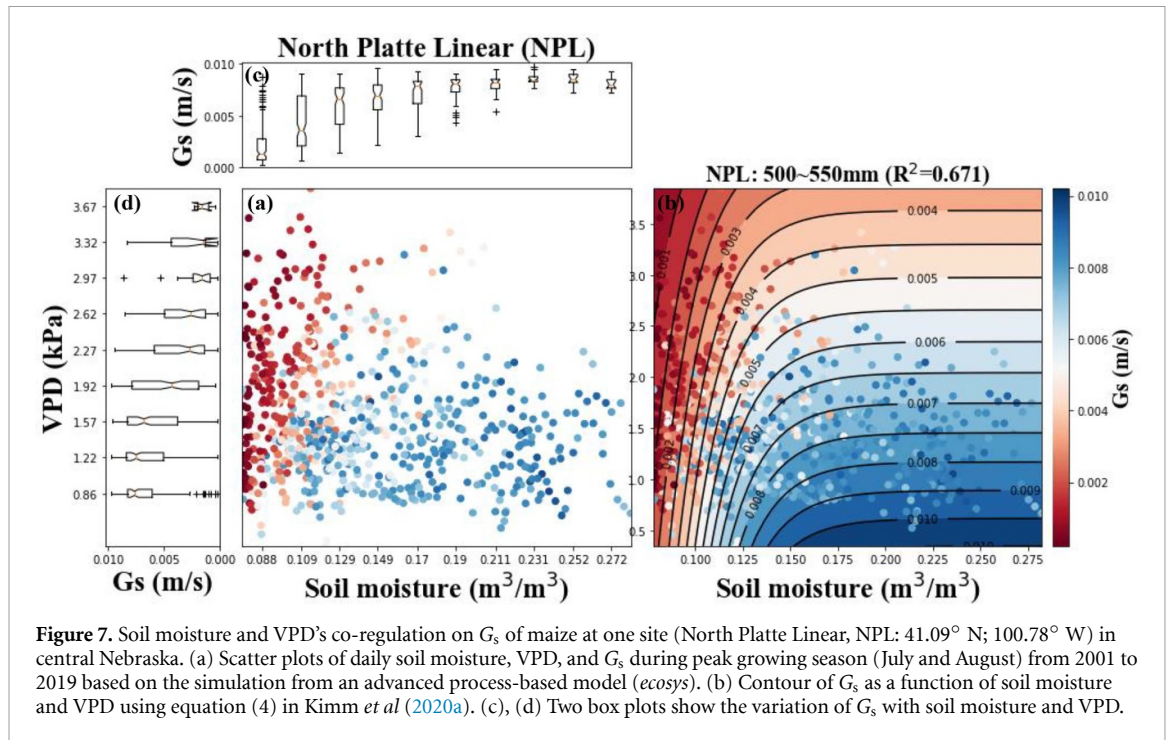 North Platte Linear (NPL)
Gs (m/s)
0.010
0.005
0.000
(c)
NPL: 500~550mm (R²=0.671)
VPD (kPa)
3.67
3.32
2.97
2.62
2.27
1.92
1.57
1.22
0.86
(d)
0.010 0.005 0.000
Gs (m/s)
(a)
0.088 0.109 0.129 0.149 0.17 0.19 0.211 0.231 0.252 0.272
Soil moisture (m³/m³)
(b)
3.5
3.0
2.5
2.0
1.5
1.0
0.5
0.001
0.002
0.003
0.004
0.004
0.005
0.005
0.006
0.007
0.007
0.008
0.008
0.009
0.010
0.100 0.125 0.150 0.175 0.200 0.225 0.250 0.275
Soil moisture (m³/m³)
0.010
0.008
0.006
0.004
0.002
Gs (m/s)
Figure 7. Soil moisture and VPD's co-regulation on Gₛ of maize at one site (North Platte Linear, NPL: 41.09° N; 100.78° W) in
central Nebraska. (a) Scatter plots of daily soil moisture, VPD, and Gₛ during peak growing season (July and August) from 2001 to
2019 based on the simulation from an advanced process-based model (ecosys). (b) Contour of Gₛ as a function of soil moisture
and VPD using equation (4) in Kimm et al (2020a). (c), (d) Two box plots show the variation of Gₛ with soil moisture and VPD.